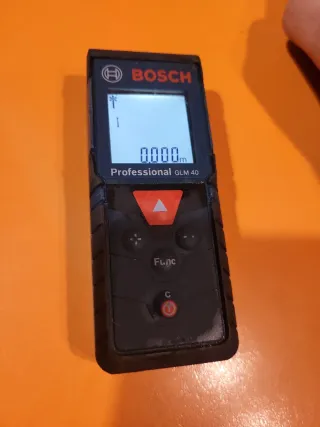 BOSCH
0.000m
Professional GLM 40
Func
C